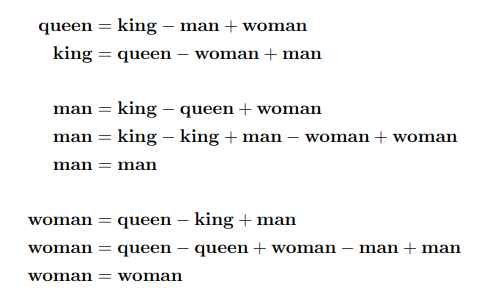 queen = king − man + woman
king = queen − woman + man
man = king − queen + woman
man = king − king + man − woman + woman
man = man
woman = queen − king + man
woman = queen − queen + woman − man + man
woman = woman